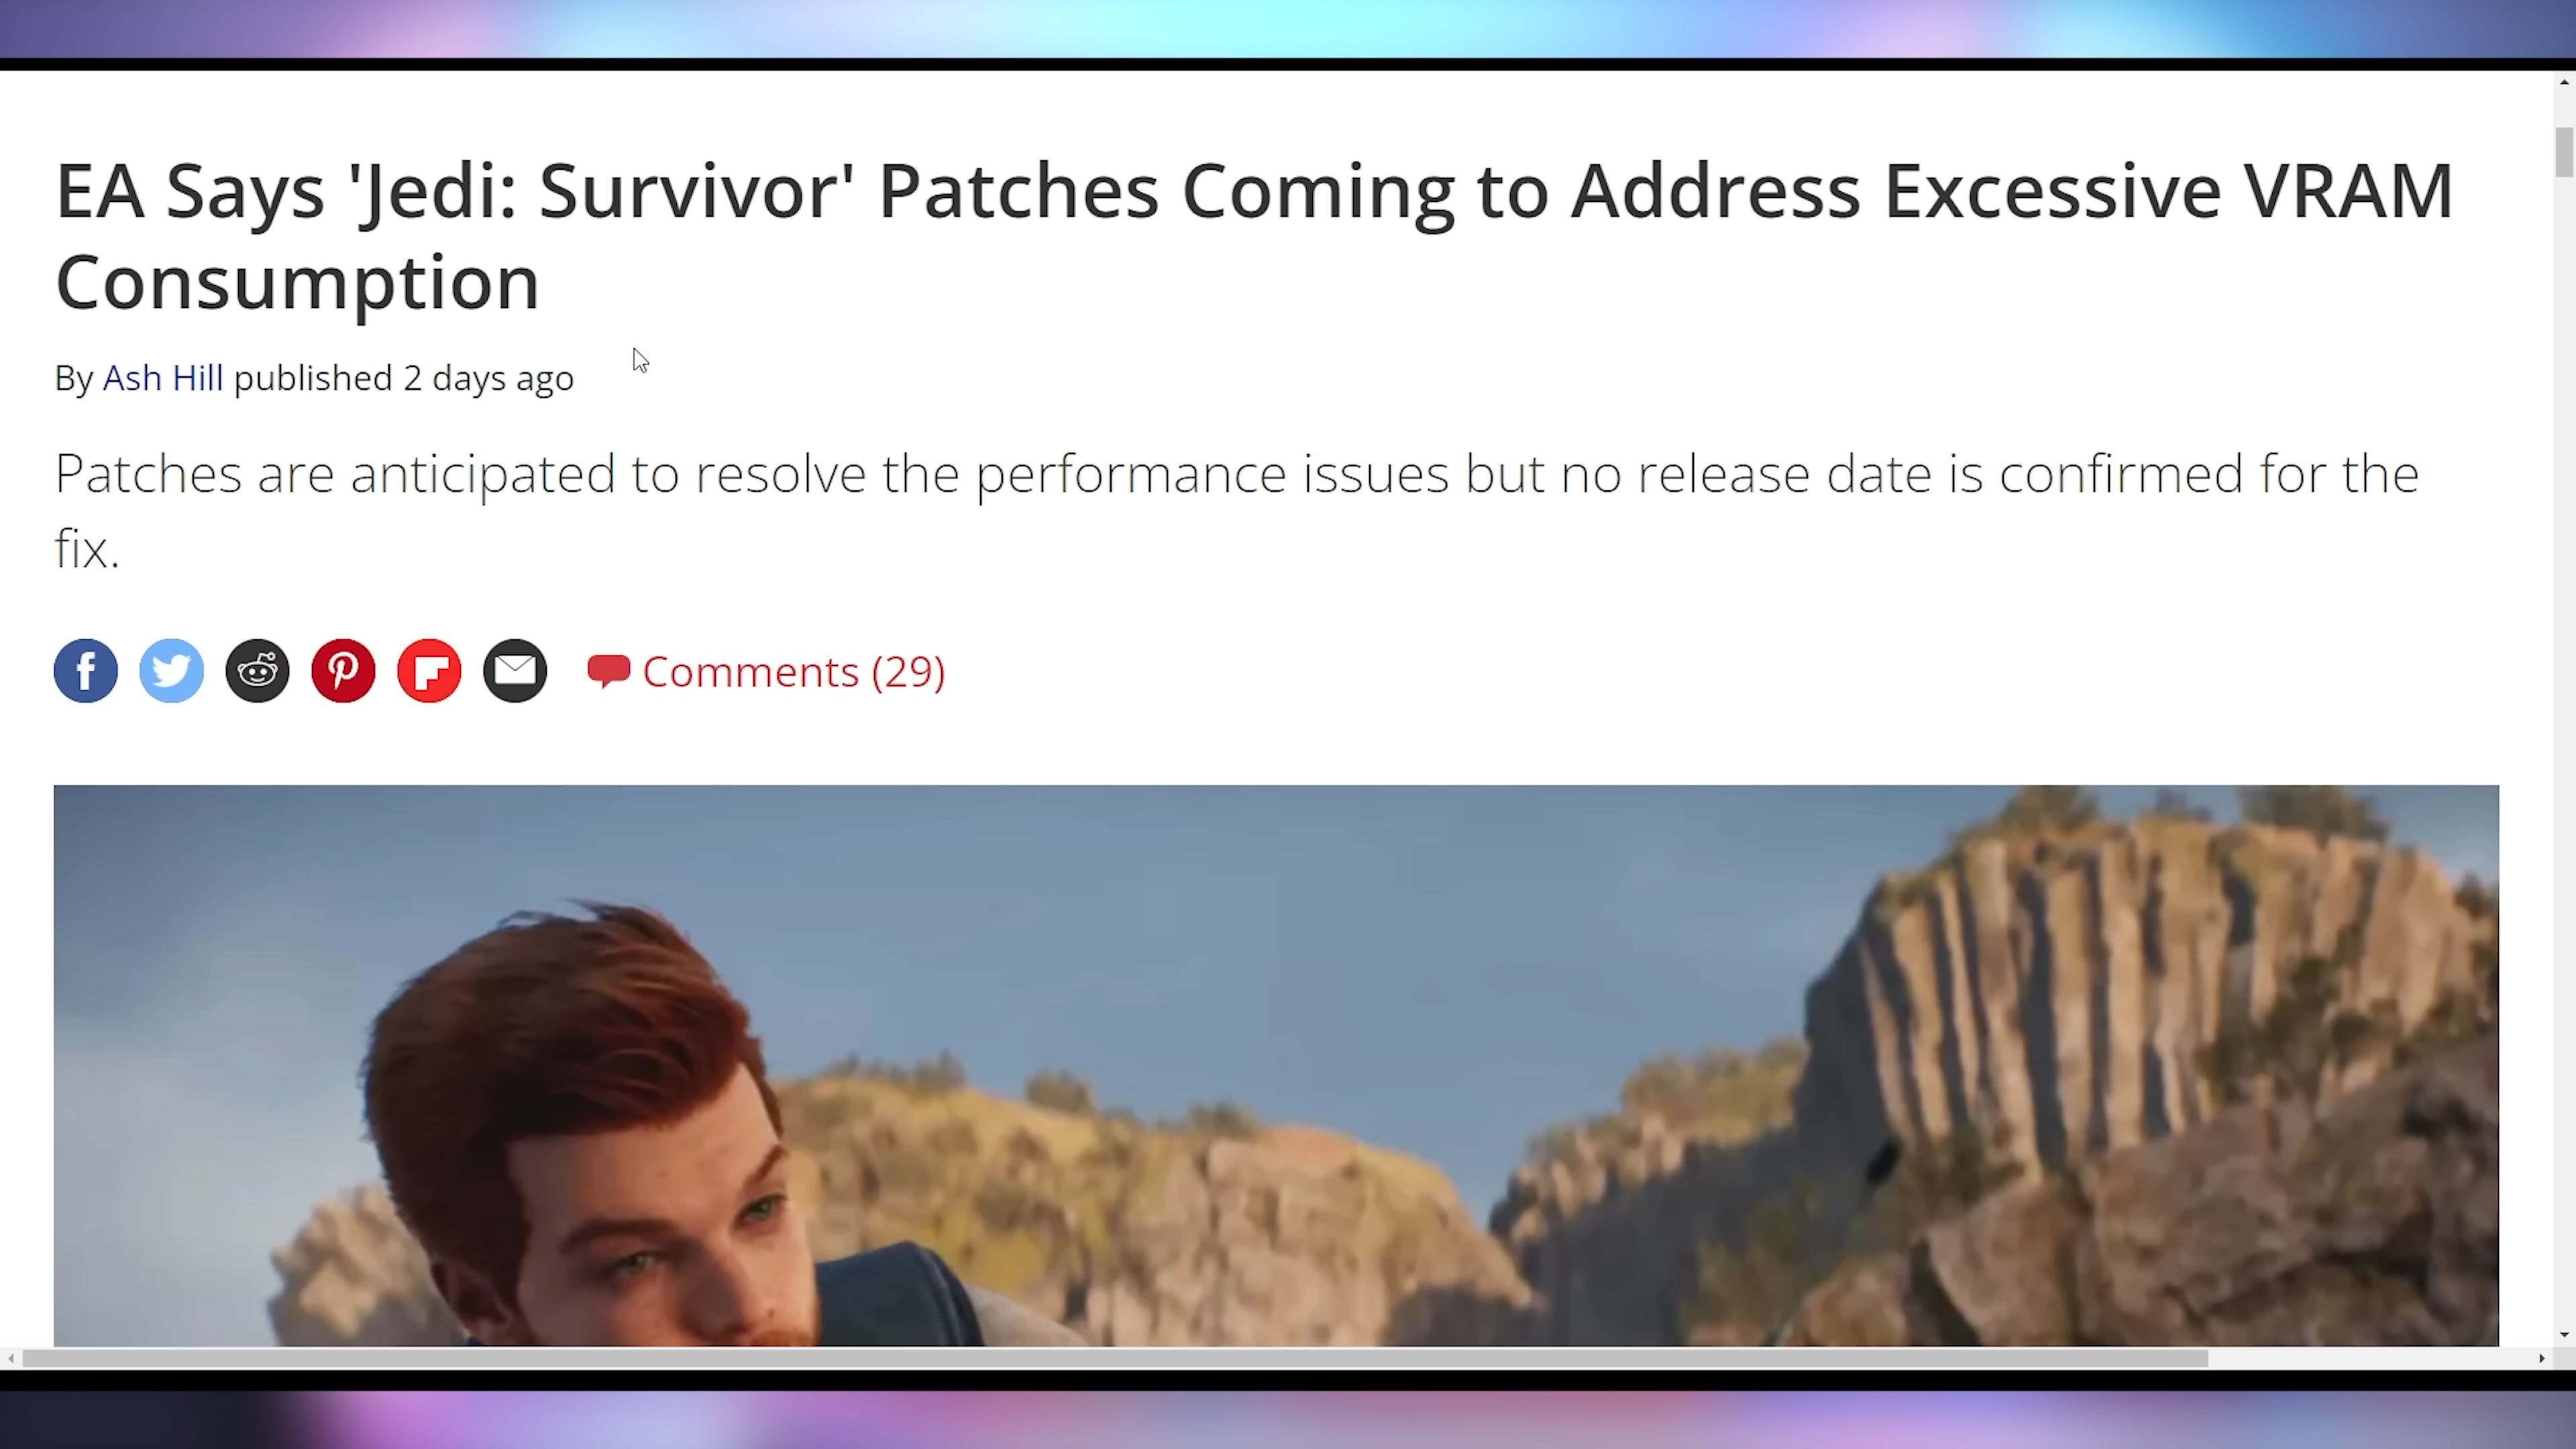 EA Says 'Jedi: Survivor' Patches Coming to Address Excessive VRAM
Consumption
By Ash Hill published 2 days ago
Patches are anticipated to resolve the performance issues but no release date is confirmed for the
fix.
Comments (29)